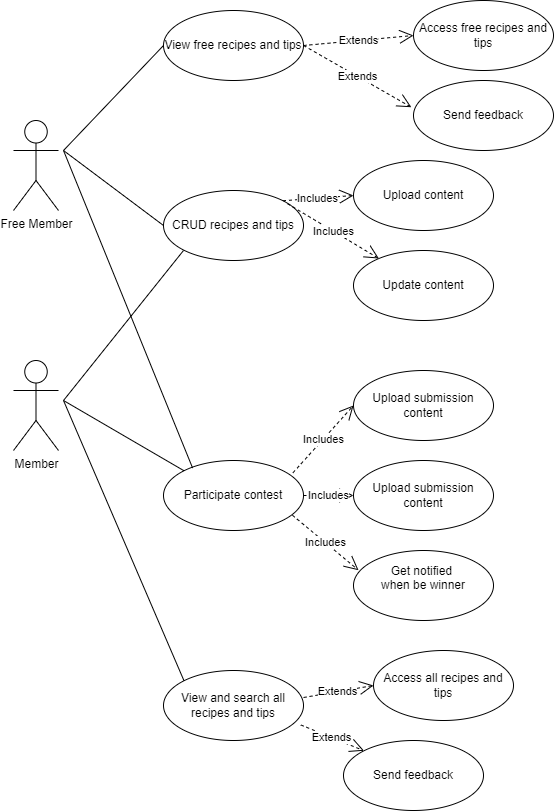 Access free recipes and
tips
View free recipes and tips
Extends
Extends
Send feedback
Free Member
CRUD recipes and tips
Includes
Upload content
Includes
Update content
Member
Upload submission
content
Includes
Participate contest
Includes
Upload submission
content
Includes
Get notified
when be winner
View and search all
recipes and tips
Extends
Access all recipes and
tips
Extends
Send feedback